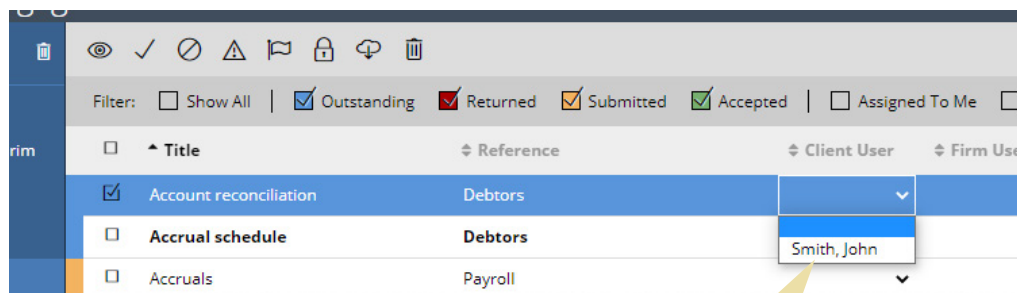 Filter: Show All | Outstanding Returned Submitted Accepted | Assigned To Me
rim Title Reference Client User Firm Use
Account reconciliation Debtors
Accrual schedule Debtors
Smith, John
Accruals Payroll